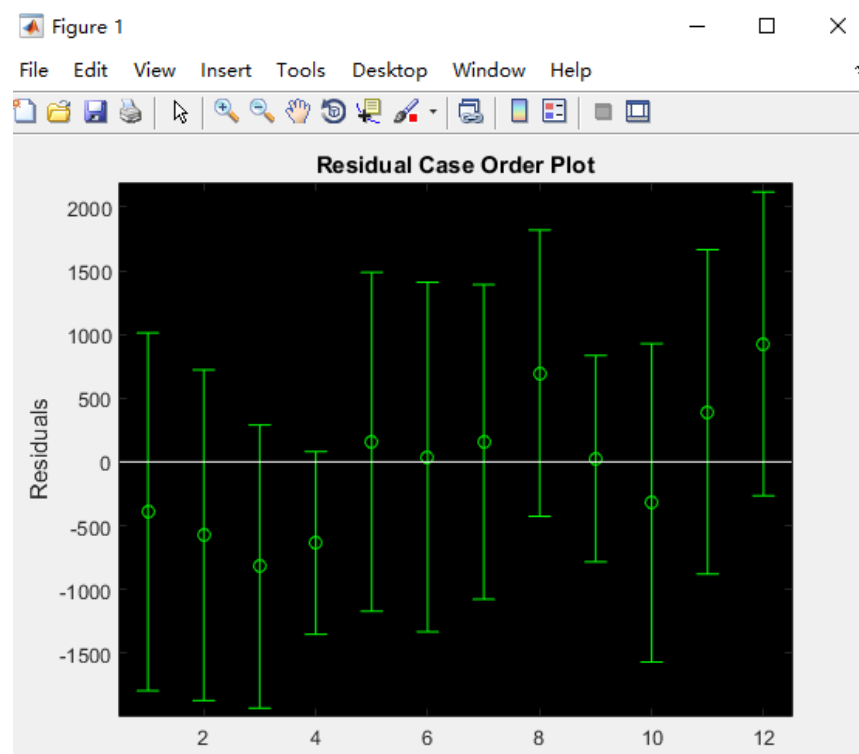 Figure 1
File Edit View Insert Tools Desktop Window Help
Residual Case Order Plot
2000
1500
1000
500
0
-500
-1000
-1500
Residuals
2 4 6 8 10 12